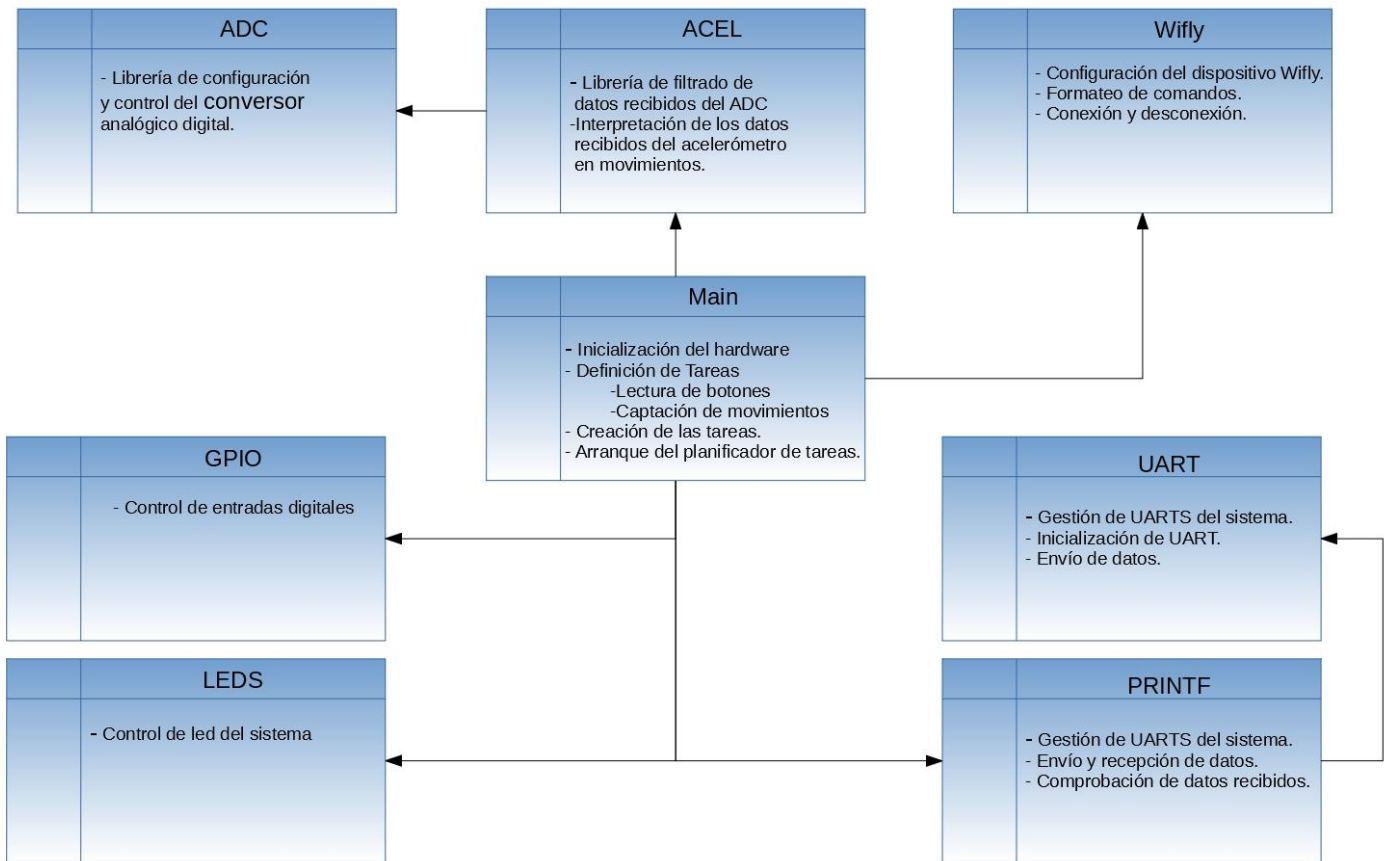 ADC
- Librería de configuración
y control del conversor
analógico digital.
ACEL
- Librería de filtrado de
datos recibidos del ADC
-Interpretación de los datos
recibidos del acelerómetro
en movimientos.
Wifly
- Configuración del dispositivo Wifly.
- Formateo de comandos.
- Conexión y desconexión.
Main
- Inicialización del hardware
- Definición de Tareas
-Lectura de botones
-Captación de movimientos
- Creación de las tareas.
- Arranque del planificador de tareas.
GPIO
- Control de entradas digitales
UART
- Gestión de UARTS del sistema.
- Inicialización de UART.
- Envío de datos.
LEDS
- Control de led del sistema
PRINTF
- Gestión de UARTS del sistema.
- Envío y recepción de datos.
- Comprobación de datos recibidos.